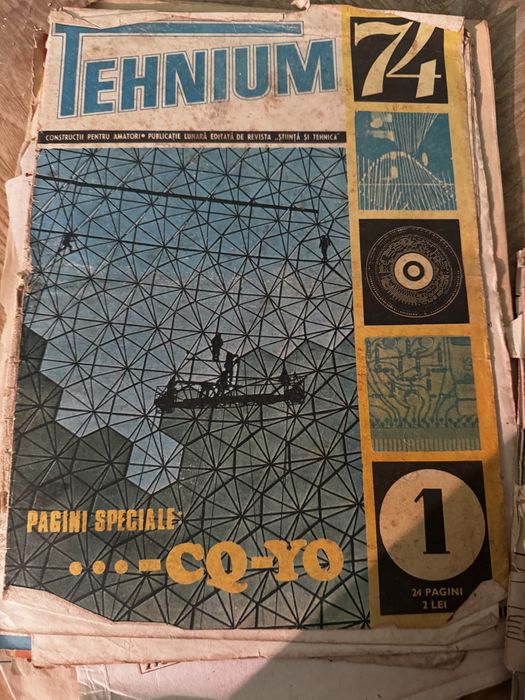 TEHNIUM
74
CONSTRUCȚII PENTRU AMATORI • PUBLICAȚIE LUNARĂ EDITATĂ DE REVISTA „ȘTIINȚĂ ȘI TEHNICĂ"
PAGINI SPECIALE:
...-CQ-YO
1
24 PAGINI
2 LEI